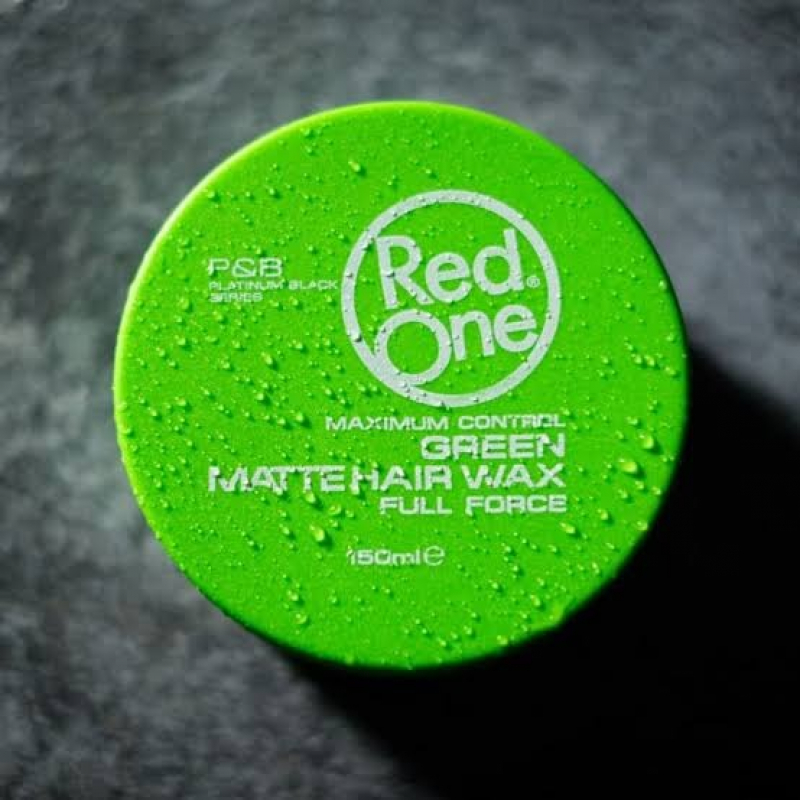 P&B
PLATINUM BLACK
SERIES
Red®
One
MAXIMUM CONTROL
GREEN
MATTE HAIR WAX
FULL FORCE
150ml℮